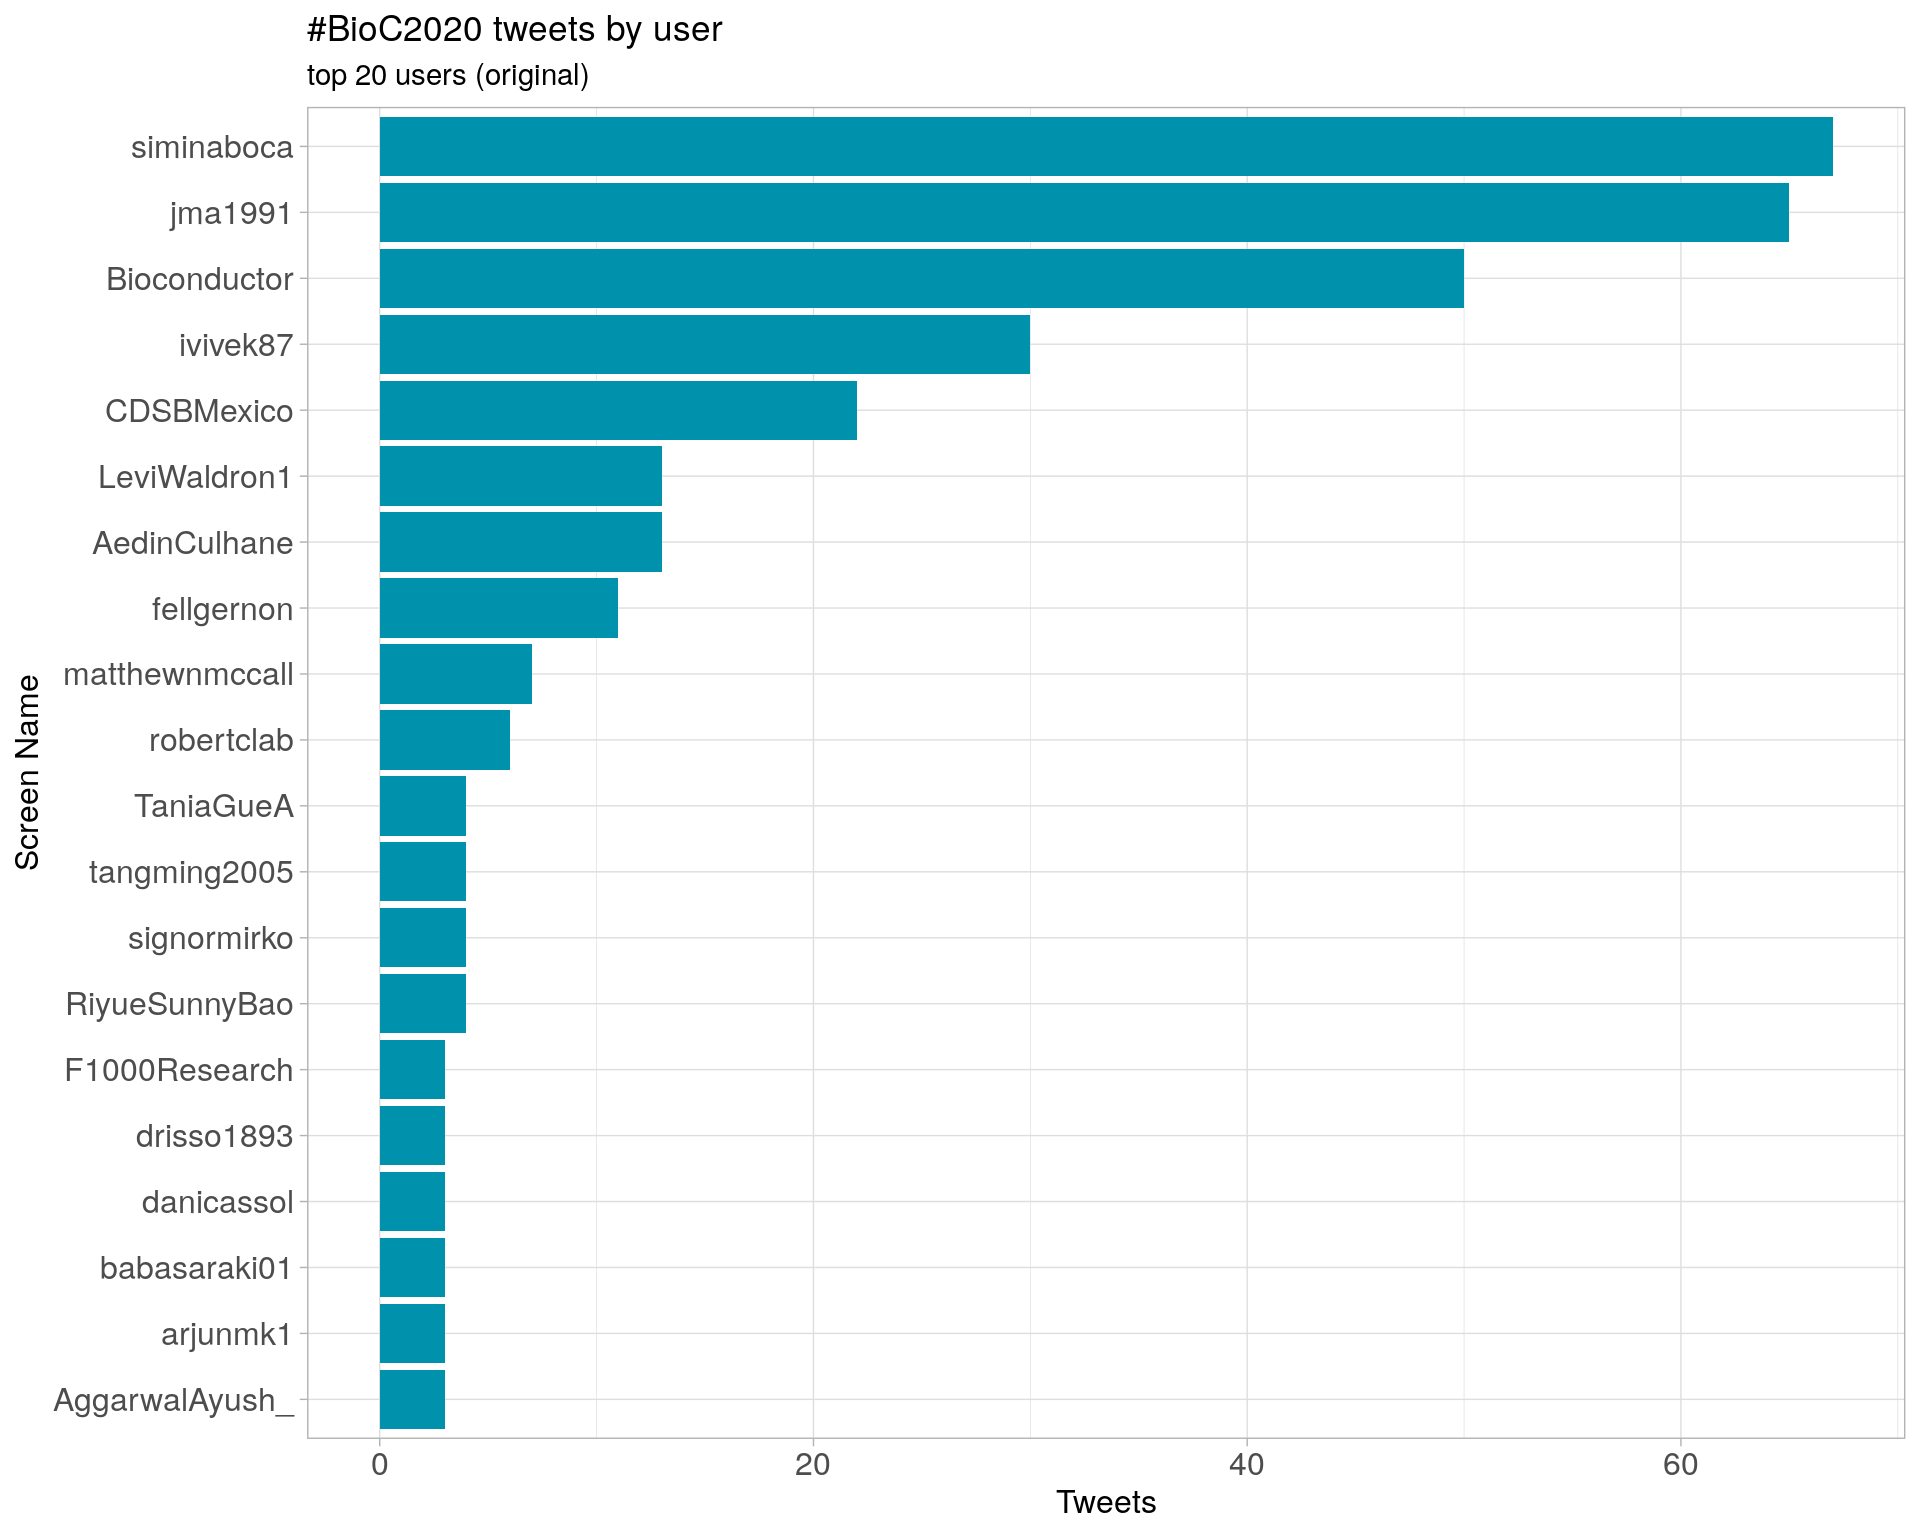 #BioC2020 tweets by user
top 20 users (original)
Screen Name
siminaboca
jma1991
Bioconductor
ivivek87
CDSBMexico
LeviWaldron1
AedinCulhane
fellgernon
matthewnmccall
robertclab
TaniaGueA
tangming2005
signormirko
RiyueSunnyBao
F1000Research
drisso1893
danicassol
babasaraki01
arjunmk1
AggarwalAyush_
0 20 40 60
Tweets